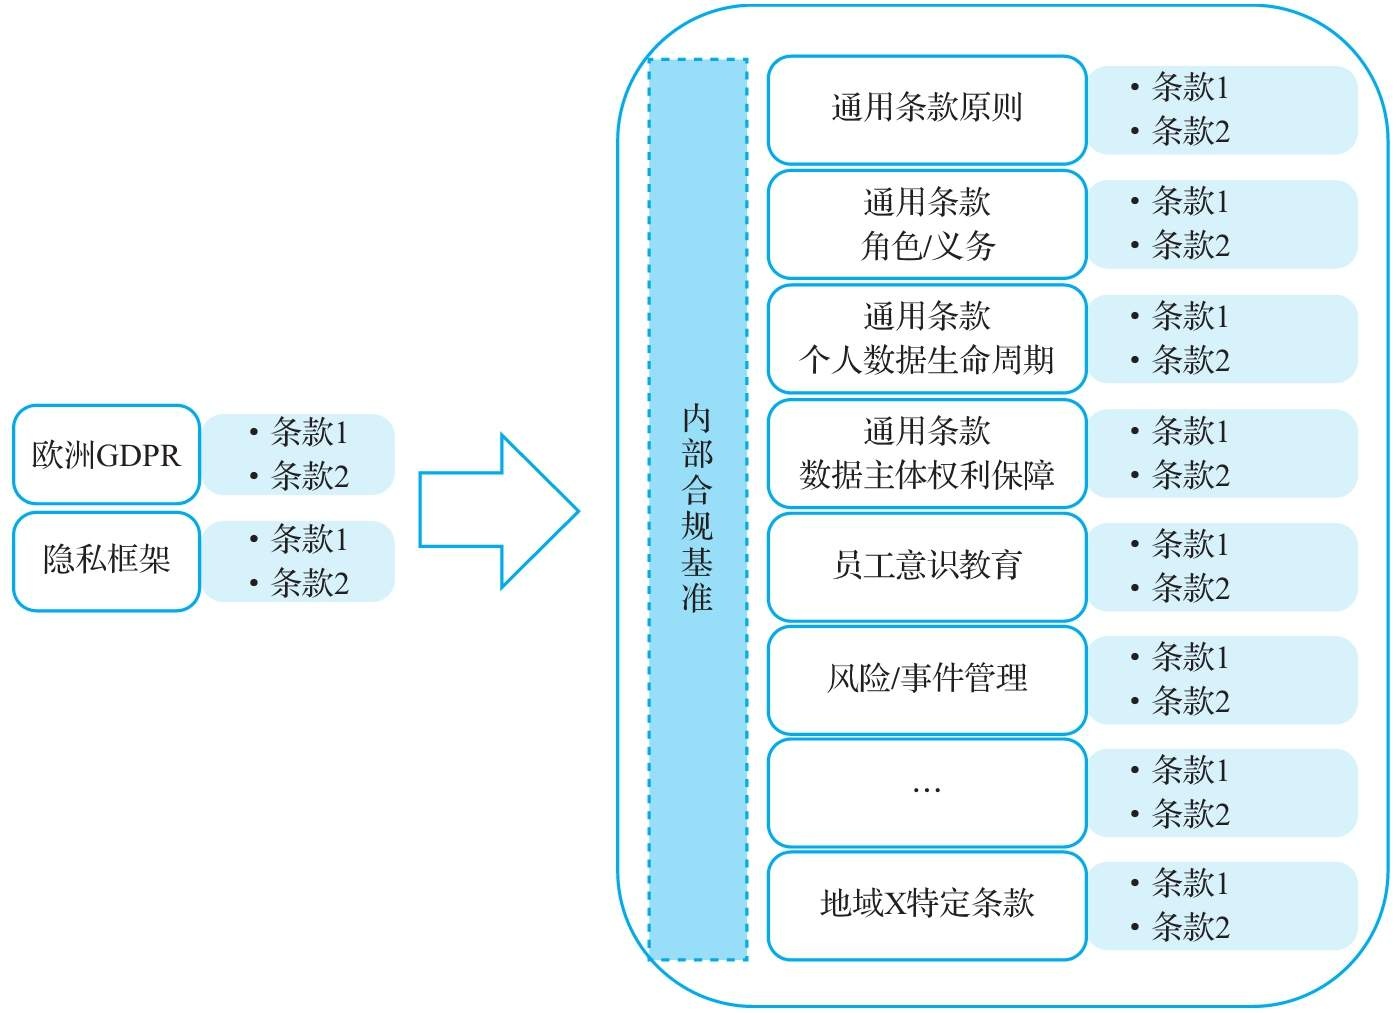 欧洲GDPR
• 条款1
• 条款2
隐私框架
• 条款1
• 条款2
内部合规基准
通用条款原则
• 条款1
• 条款2
通用条款
角色/义务
• 条款1
• 条款2
通用条款
个人数据生命周期
• 条款1
• 条款2
通用条款
数据主体权利保障
• 条款1
• 条款2
员工意识教育
• 条款1
• 条款2
风险/事件管理
• 条款1
• 条款2
…
• 条款1
• 条款2
地域X特定条款
• 条款1
• 条款2